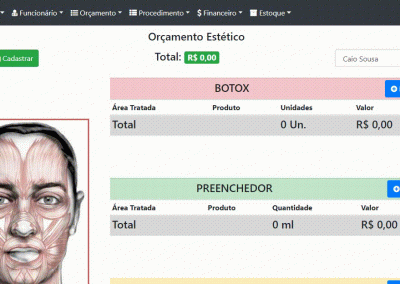 Funcionário Orçamento Procedimento $ Financeiro Estoque
Orçamento Estético
Cadastrar
Total: R$ 0,00
Caio Sousa
BOTOX
Área Tratada Produto Unidades Valor
Total 0 Un. R$ 0,00
PREENCHEDOR
Área Tratada Produto Quantidade Valor
Total 0 ml R$ 0,00